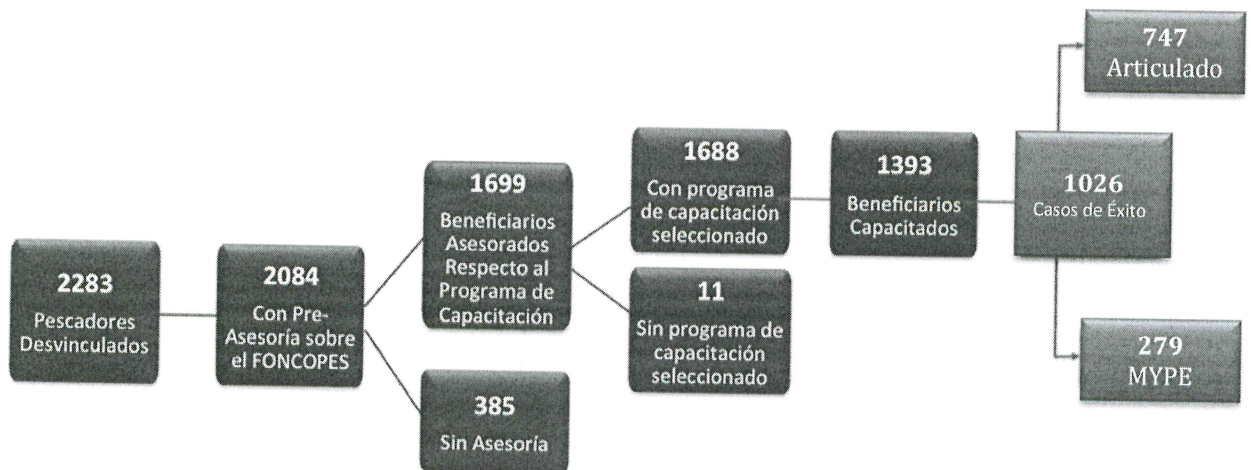 2283
Pescadores
Desvinculados
2084
Con Pre-
Asesoría sobre
el FONCOPES
1699
Beneficiarios
Asesorados
Respecto al
Programa de
Capacitación
385
Sin Asesoría
1688
Con programa
de capacitación
seleccionado
11
Sin programa de
capacitación
seleccionado
1393
Beneficiarios
Capacitados
1026
Casos de Éxito
747
Articulado
279
MYPE